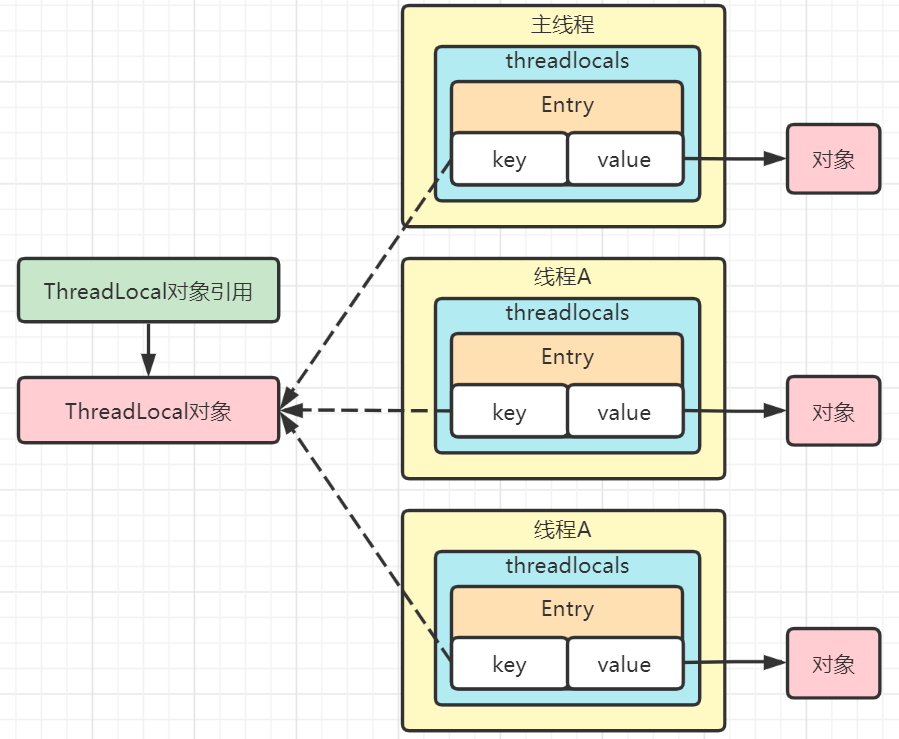 主线程
threadlocals
Entry
key value
对象
ThreadLocal对象引用
ThreadLocal对象
线程A
threadlocals
Entry
key value
对象
线程A
threadlocals
Entry
key value
对象